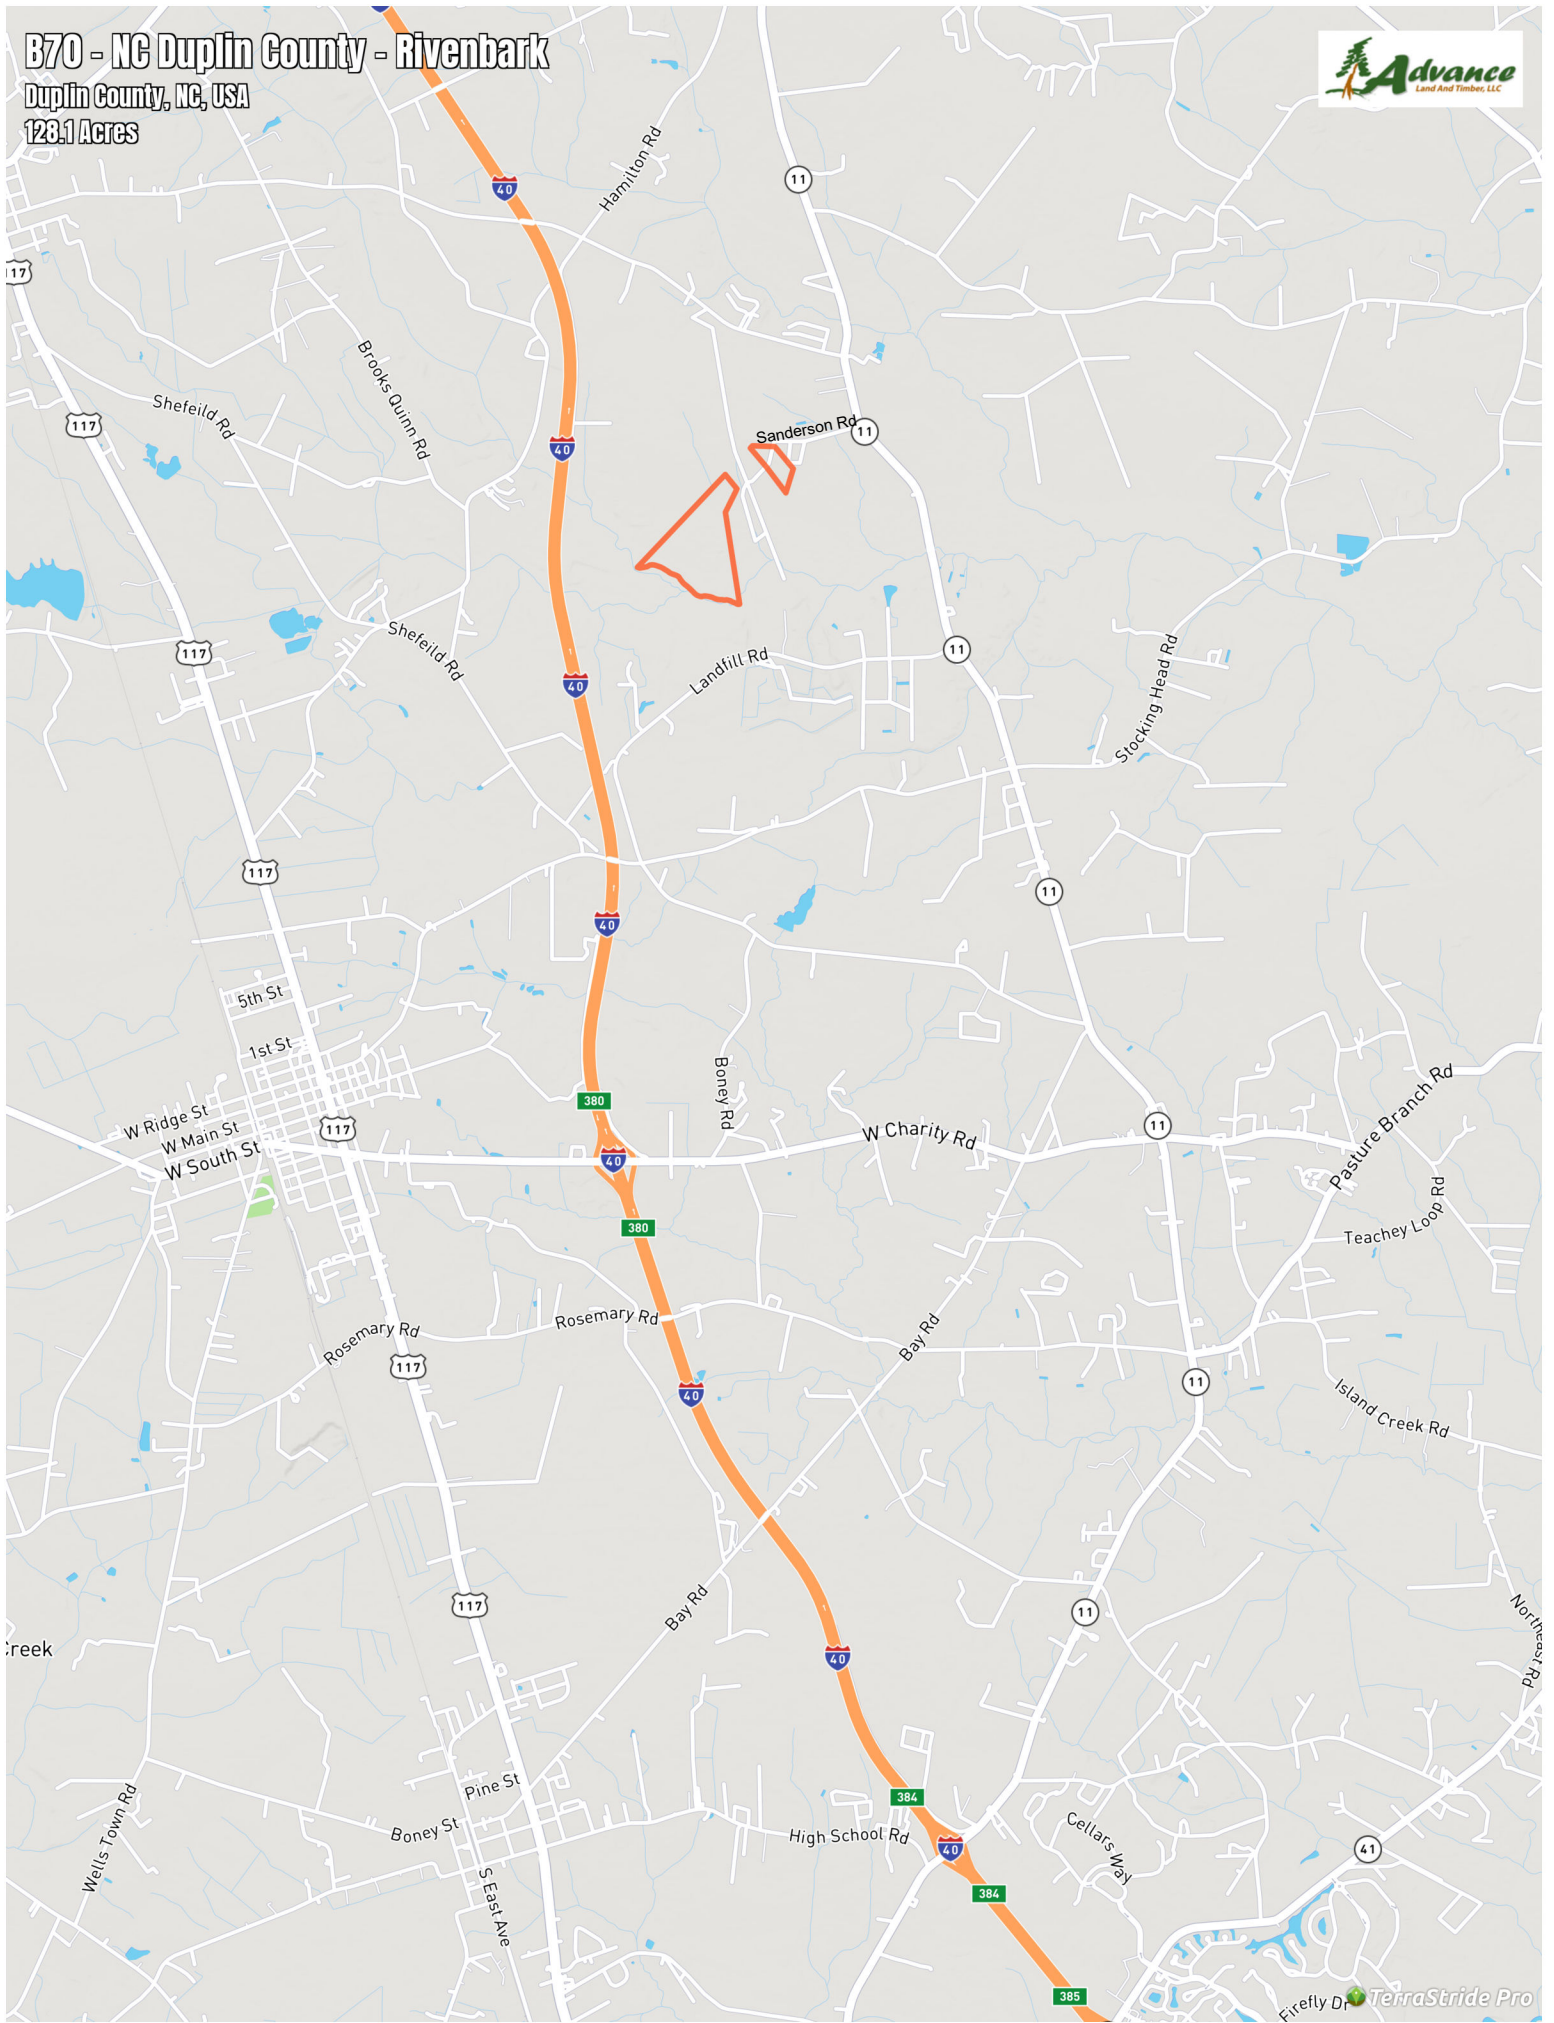 B70 - NC Duplin County - Rivenbark
Duplin County, NC, USA
128.1 Acres
Advance
Land And Timber, LLC
Hamilton Rd
40
11
117
Brooks Quinn Rd
Shefeild Rd
117
Sanderson Rd
11
40
Shefeild Rd
117
Landfill Rd
11
40
Stocking Head Rd
117
11
40
5th St
1st St
Boney Rd
380
Pasture Branch Rd
W Ridge St
W Main St
W South St
117
W Charity Rd
11
40
380
Teachey Loop Rd
Rosemary Rd
Rosemary Rd
Bay Rd
117
40
11
Island Creek Rd
117
Bay Rd
11
Northeast Rd
Creek
40
Pine St
384
Wells Town Rd
Boney St
High School Rd
40
Cellars Way
41
384
S East Ave
385
Firefly Dr
TerraStride Pro